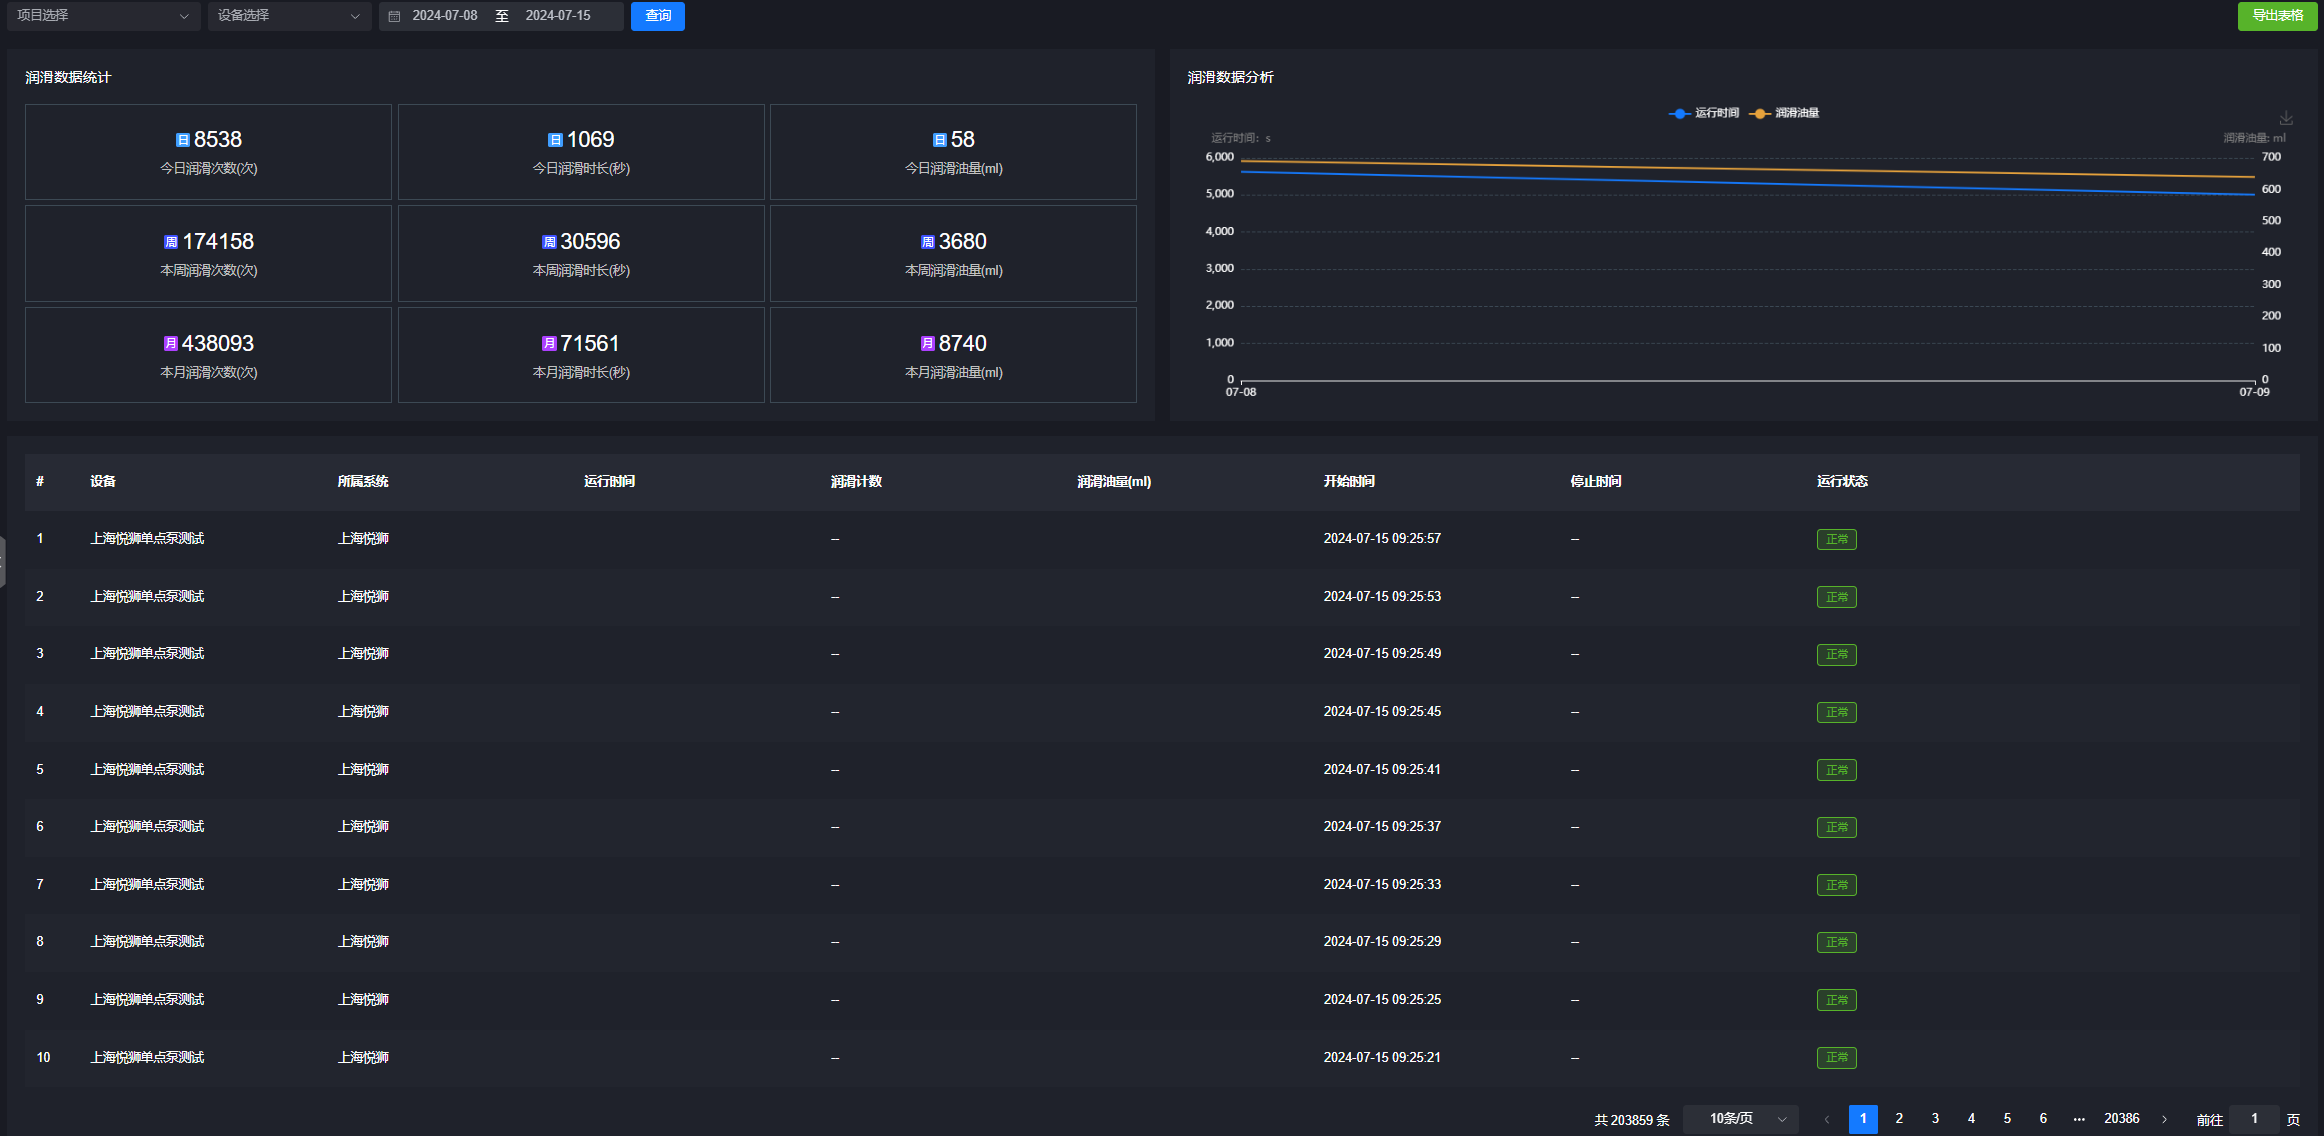 项目选择 设备选择 2024-07-08 至 2024-07-15 查询 导出表格
润滑数据统计
日 8538
今日润滑次数(次)
日 1069
今日润滑时长(秒)
日 58
今日润滑油量(ml)
周 174158
本周润滑次数(次)
周 30596
本周润滑时长(秒)
周 3680
本周润滑油量(ml)
月 438093
本月润滑次数(次)
月 71561
本月润滑时长(秒)
月 8740
本月润滑油量(ml)
润滑数据分析
运行时间 润滑油量
运行时间: s
润滑油量: ml
6,000
5,000
4,000
3,000
2,000
1,000
0
700
600
500
400
300
200
100
0
07-08 07-09
# 设备 所属系统 运行时间 润滑计数 润滑油量(ml) 开始时间 停止时间 运行状态
1 上海悦狮单点泵测试 上海悦狮 -- 2024-07-15 09:25:57 -- 正常
2 上海悦狮单点泵测试 上海悦狮 -- 2024-07-15 09:25:53 -- 正常
3 上海悦狮单点泵测试 上海悦狮 -- 2024-07-15 09:25:49 -- 正常
4 上海悦狮单点泵测试 上海悦狮 -- 2024-07-15 09:25:45 -- 正常
5 上海悦狮单点泵测试 上海悦狮 -- 2024-07-15 09:25:41 -- 正常
6 上海悦狮单点泵测试 上海悦狮 -- 2024-07-15 09:25:37 -- 正常
7 上海悦狮单点泵测试 上海悦狮 -- 2024-07-15 09:25:33 -- 正常
8 上海悦狮单点泵测试 上海悦狮 -- 2024-07-15 09:25:29 -- 正常
9 上海悦狮单点泵测试 上海悦狮 -- 2024-07-15 09:25:25 -- 正常
10 上海悦狮单点泵测试 上海悦狮 -- 2024-07-15 09:25:21 -- 正常
共 203859 条 10条/页 1 2 3 4 5 6 ··· 20386 前往 1 页